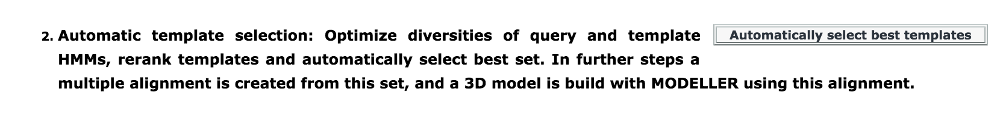 2. Automatic template selection: Optimize diversities of query and template
Automatically select best templates
HMMs, rerank templates and automatically select best set. In further steps a
multiple alignment is created from this set, and a 3D model is build with MODELLER using this alignment.